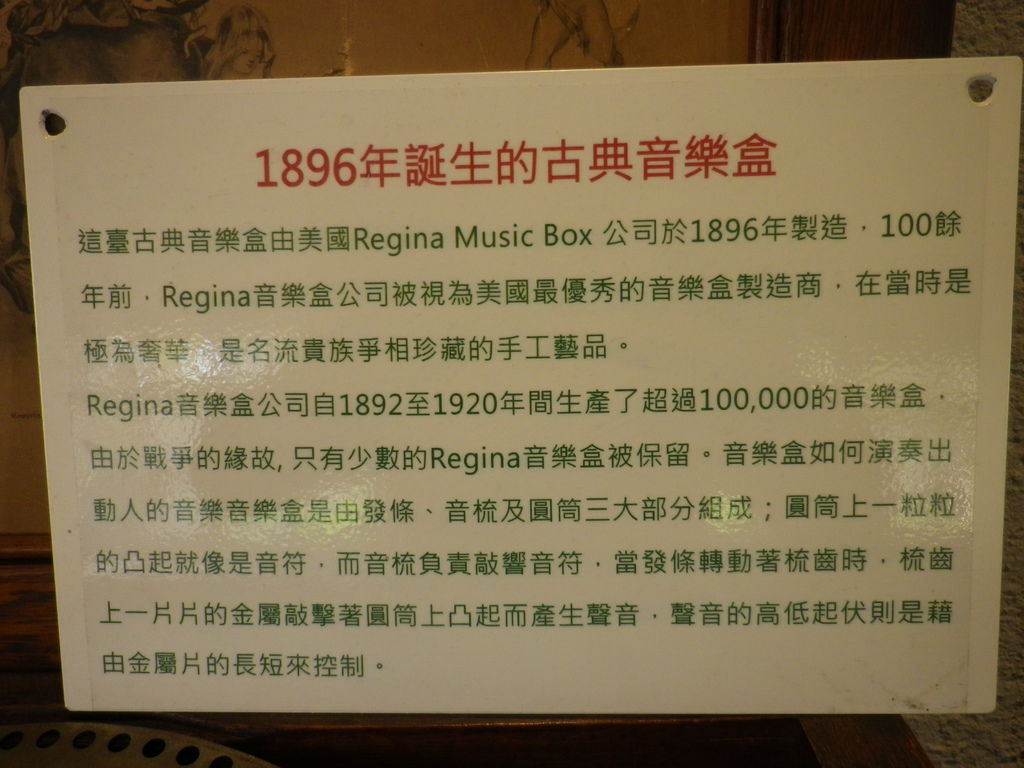 1896年誕生的古典音樂盒
這臺古典音樂盒由美國Regina Music Box 公司於1896年製造，100餘
年前，Regina音樂盒公司被視為美國最優秀的音樂盒製造商，在當時是
極為奢華，是名流貴族爭相珍藏的手工藝品。
Regina音樂盒公司自1892至1920年間生產了超過100,000的音樂盒，
由於戰爭的緣故, 只有少數的Regina音樂盒被保留。音樂盒如何演奏出
動人的音樂音樂盒是由發條、音梳及圓筒三大部分組成；圓筒上一粒粒
的凸起就像是音符，而音梳負責敲響音符，當發條轉動著梳齒時，梳齒
上一片片的金屬敲擊著圓筒上凸起而產生聲音，聲音的高低起伏則是藉
由金屬片的長短來控制。